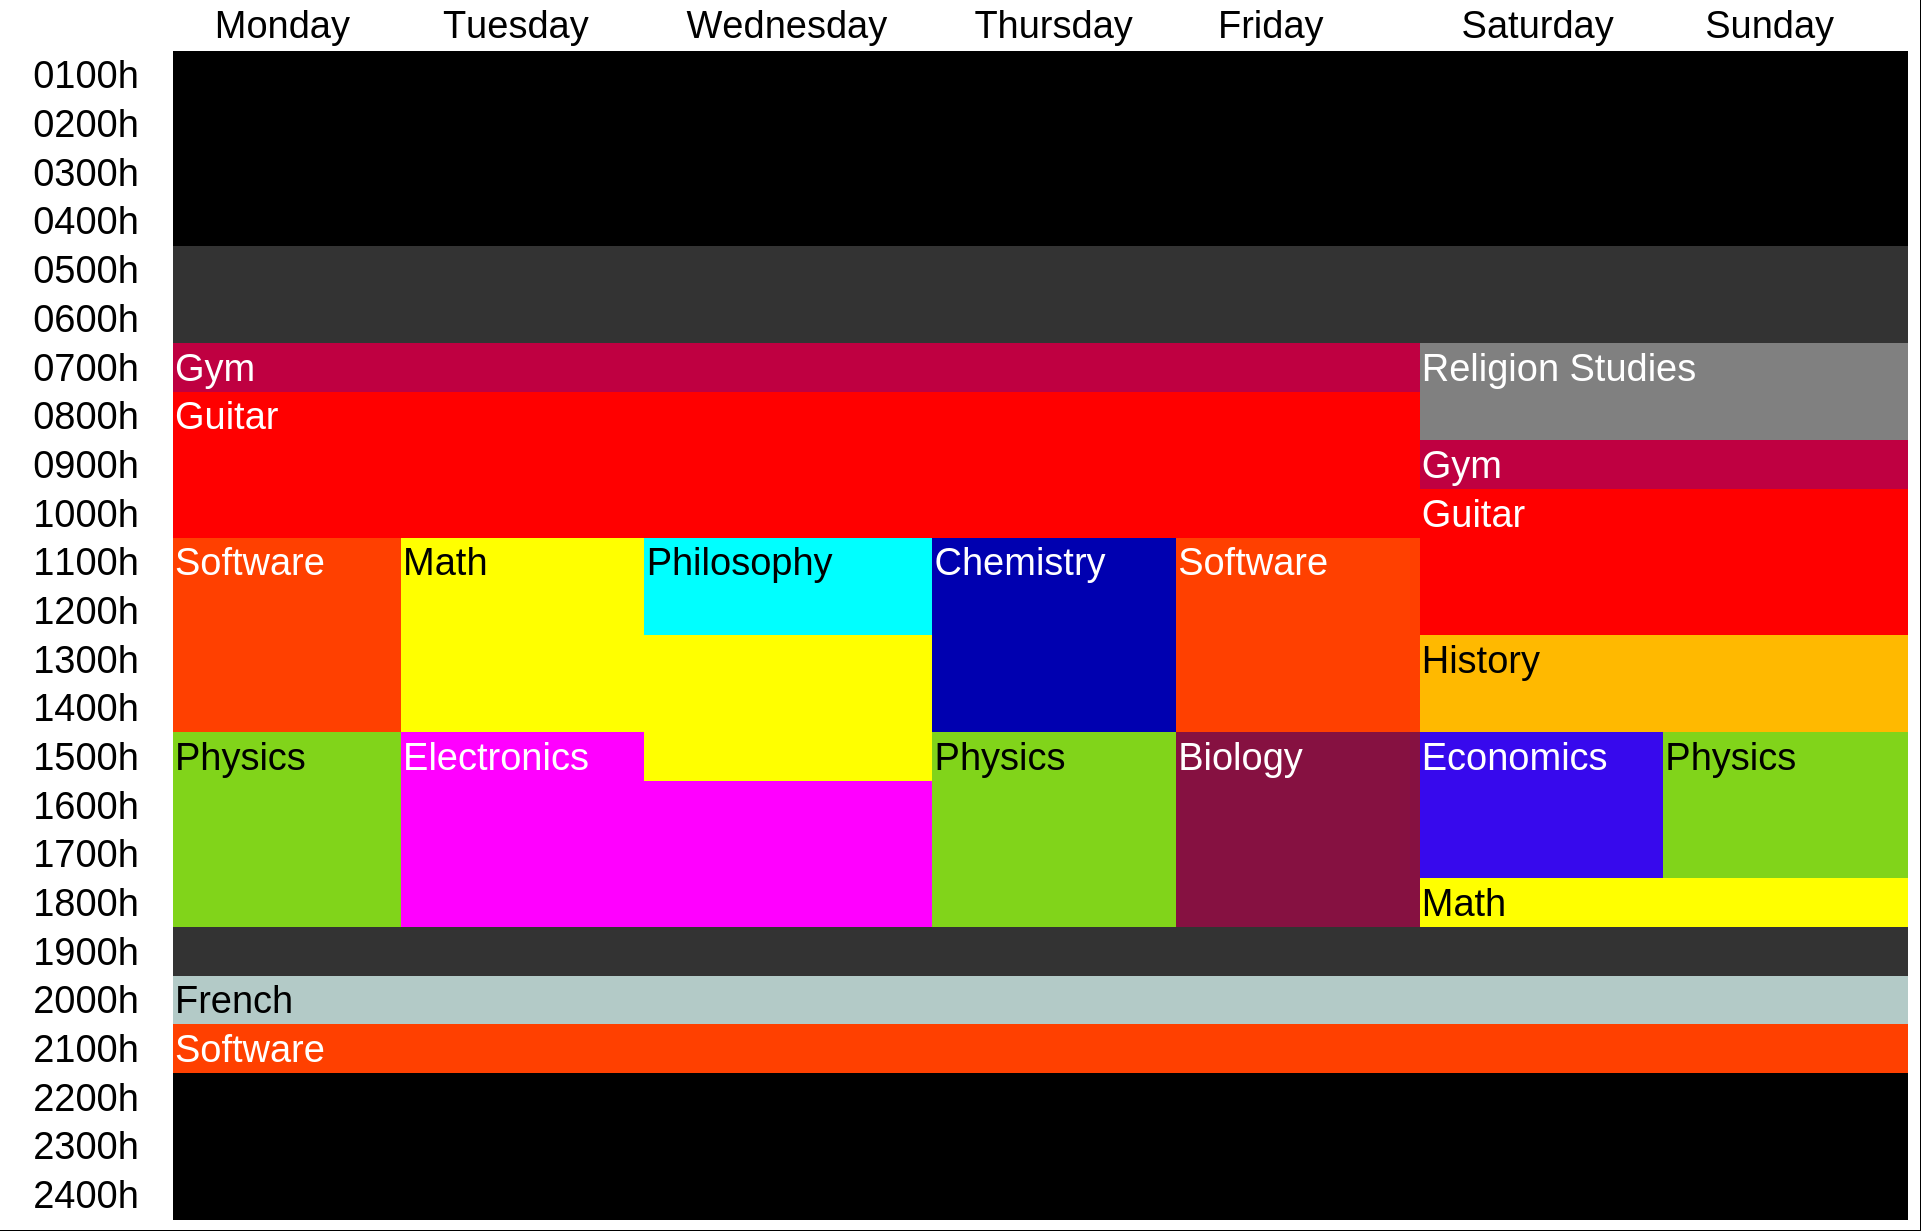 Monday Tuesday Wednesday Thursday Friday Saturday Sunday
0100h
0200h
0300h
0400h
0500h
0600h
0700h Gym Religion Studies
0800h Guitar
0900h Gym
1000h Guitar
1100h Software Math Philosophy Chemistry Software
1200h
1300h History
1400h
1500h Physics Electronics Physics Biology Economics Physics
1600h
1700h
1800h Math
1900h
2000h French
2100h Software
2200h
2300h
2400h